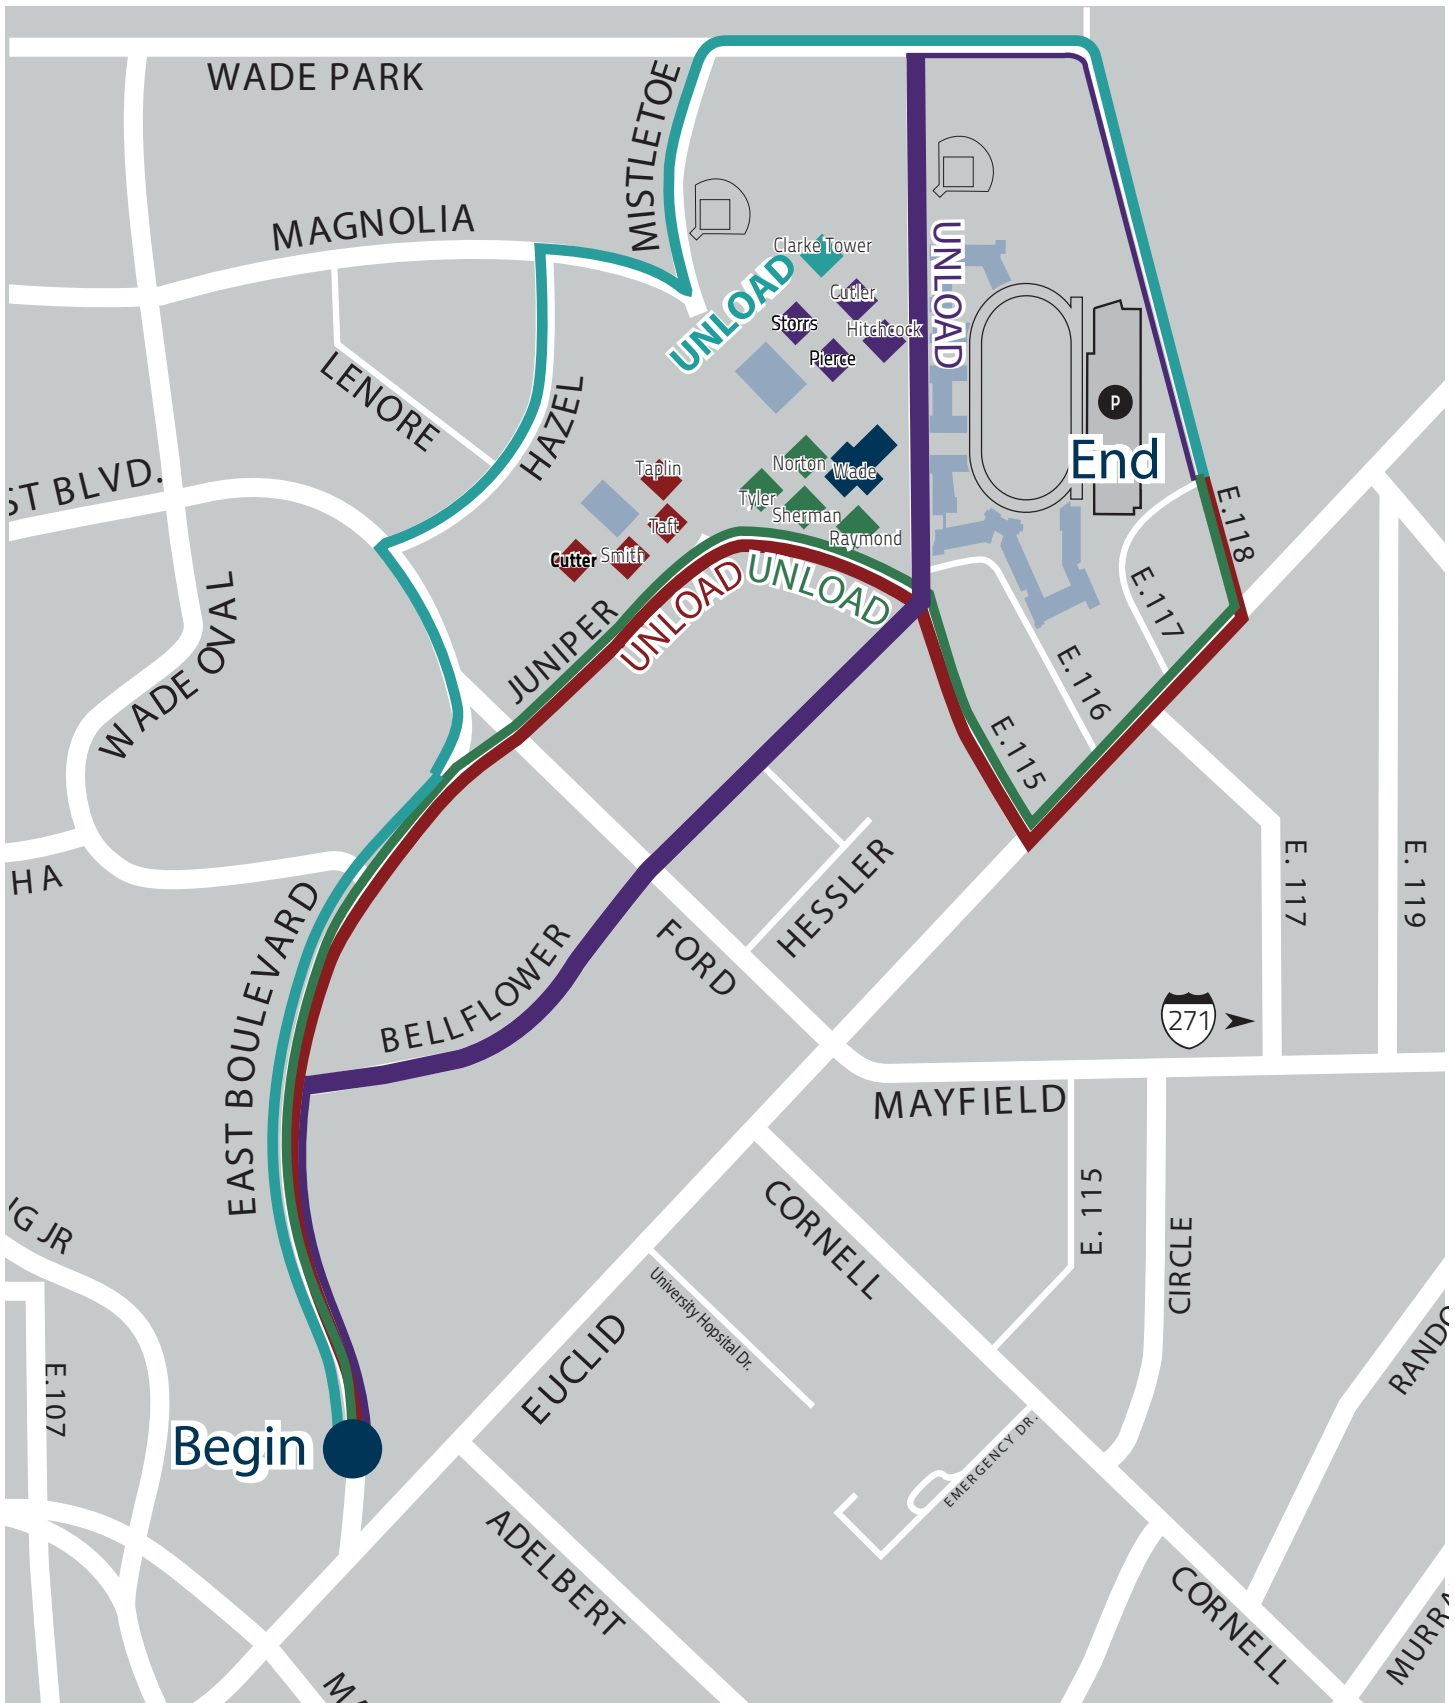 WADE PARK
MISTLETOE
MAGNOLIA
Clarke Tower
UNLOAD
UNLOAD
Cutler
Storrs
Hitchcock
Pierce
LENORE
HAZEL
P
End
Taplin
Norton
Wade
Tyler
Sherman
Taft
Raymond
Cutter
Smith
ST BLVD.
E.118
UNLOAD
UNLOAD
WADE OVAL
JUNIPER
E.117
E.116
E.115
HESSLER
HA
E. 117
E. 119
EAST BOULEVARD
BELLFLOWER
FORD
271
MAYFIELD
E. 115
CORNELL
CIRCLE
JR
University Hopsital Dr.
EUCLID
E.107
EMERGENCY DR.
Begin
ADELBERT
CORNELL